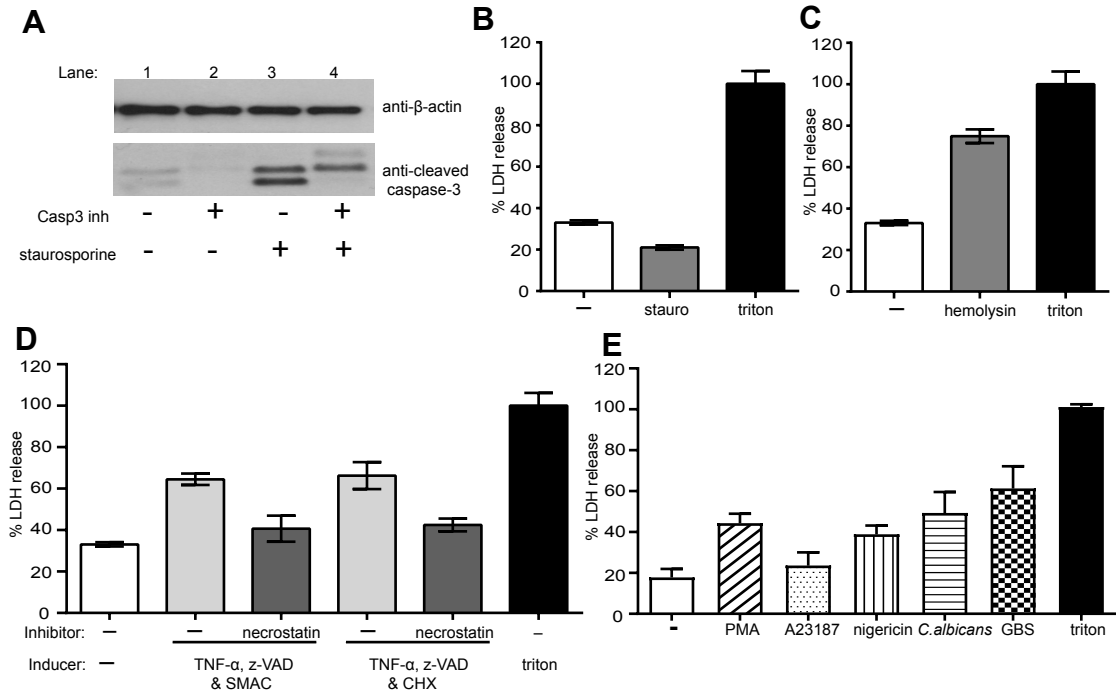 A
Lane: 1 2 3 4
anti-β-actin
anti-cleaved
caspase-3
Casp3 inh - + - +
staurosporine - - + +
B
% LDH release
120
100
80
60
40
20
0
– stauro triton
C
% LDH release
120
100
80
60
40
20
0
– hemolysin triton
D
% LDH release
120
100
80
60
40
20
0
Inhibitor: – – necrostatin – necrostatin –
Inducer: – TNF-α, z-VAD TNF-α, z-VAD triton
& SMAC & CHX
E
% LDH release
120
100
80
60
40
20
0
- PMA A23187 nigericin C.albicans GBS triton